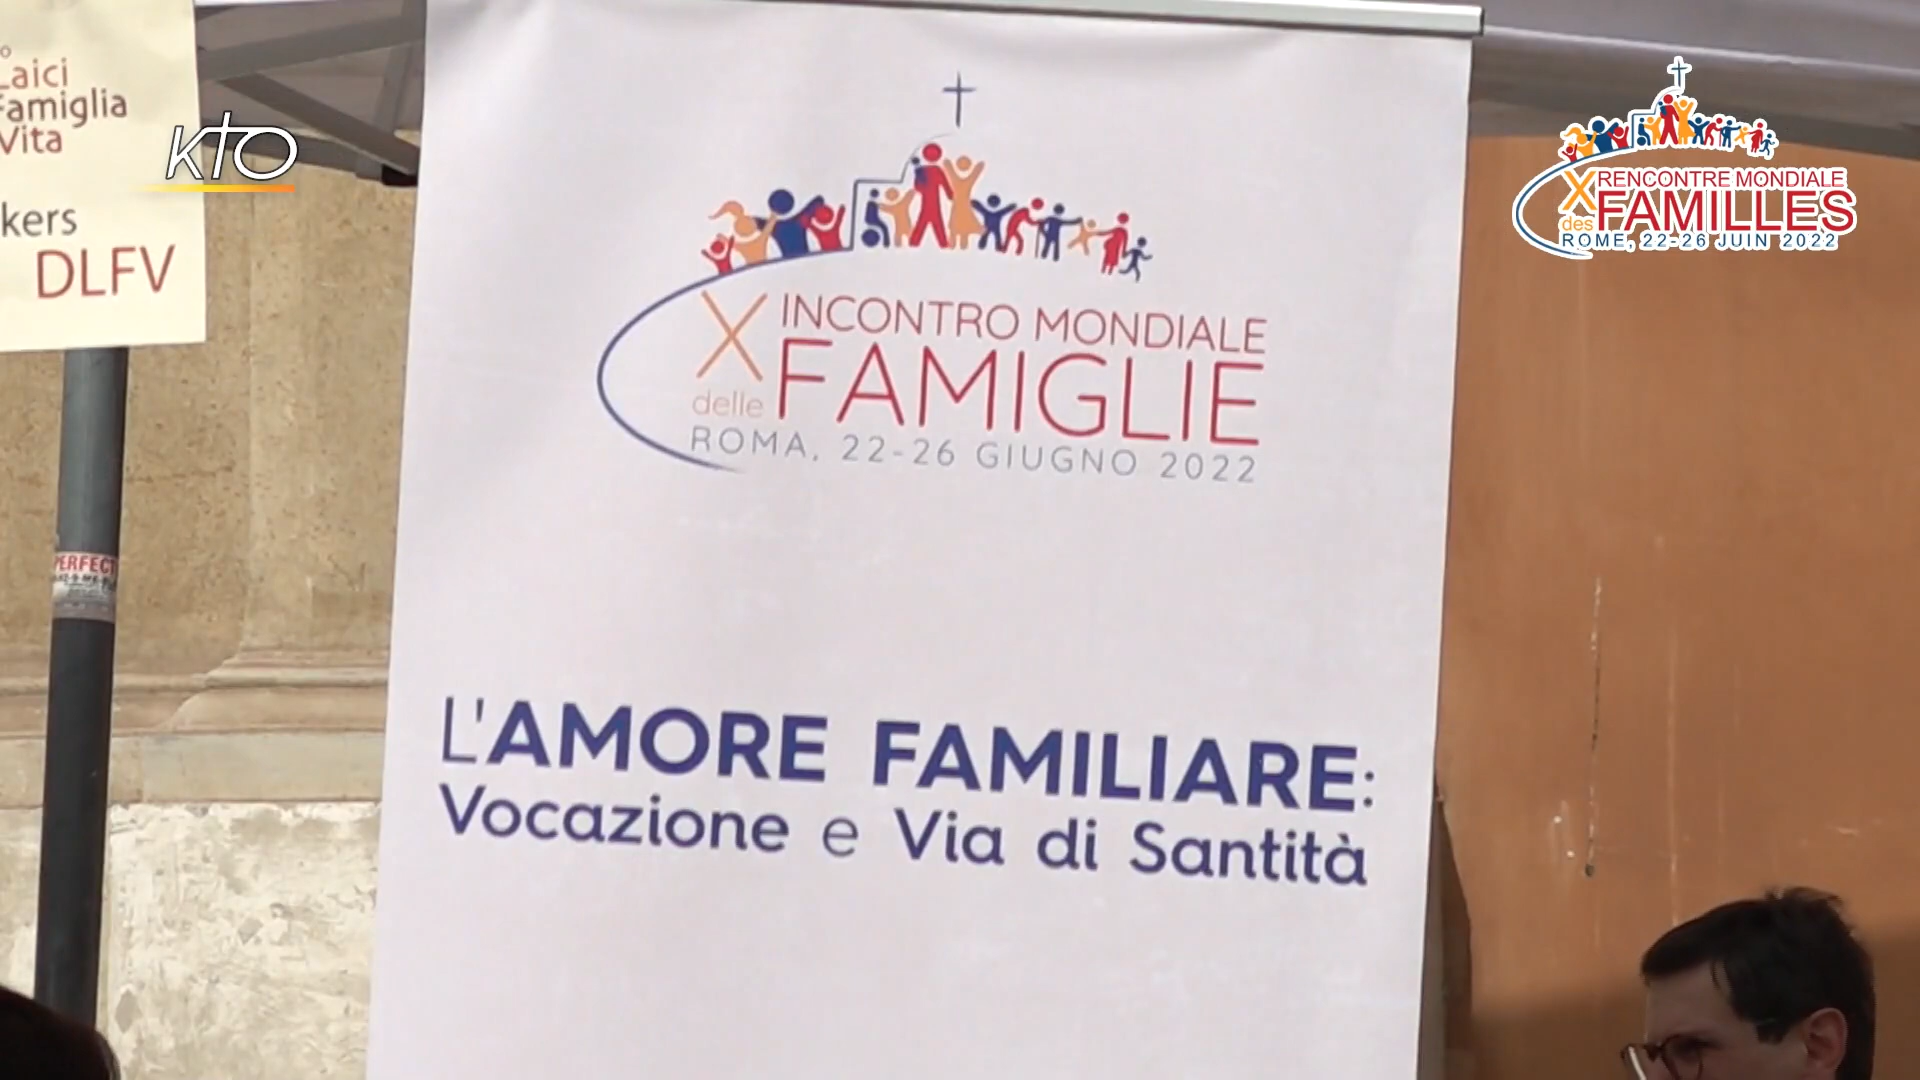 Laici
Famiglia
Vita
kers
DLFV
KTO
PERFECT
X INCONTRO MONDIALE
delle FAMIGLIE
ROMA, 22-26 GIUGNO 2022
L'AMORE FAMILIARE:
Vocazione e Via di Santità
X RENCONTRE MONDIALE
des FAMILLES
ROME, 22-26 JUIN 2022